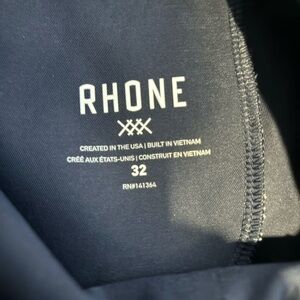 RHONE
CREATED IN THE USA | BUILT IN VIETNAM
CRÉÉ AUX ÉTATS-UNIS | CONSTRUIT EN VIETNAM
32
RN#141364